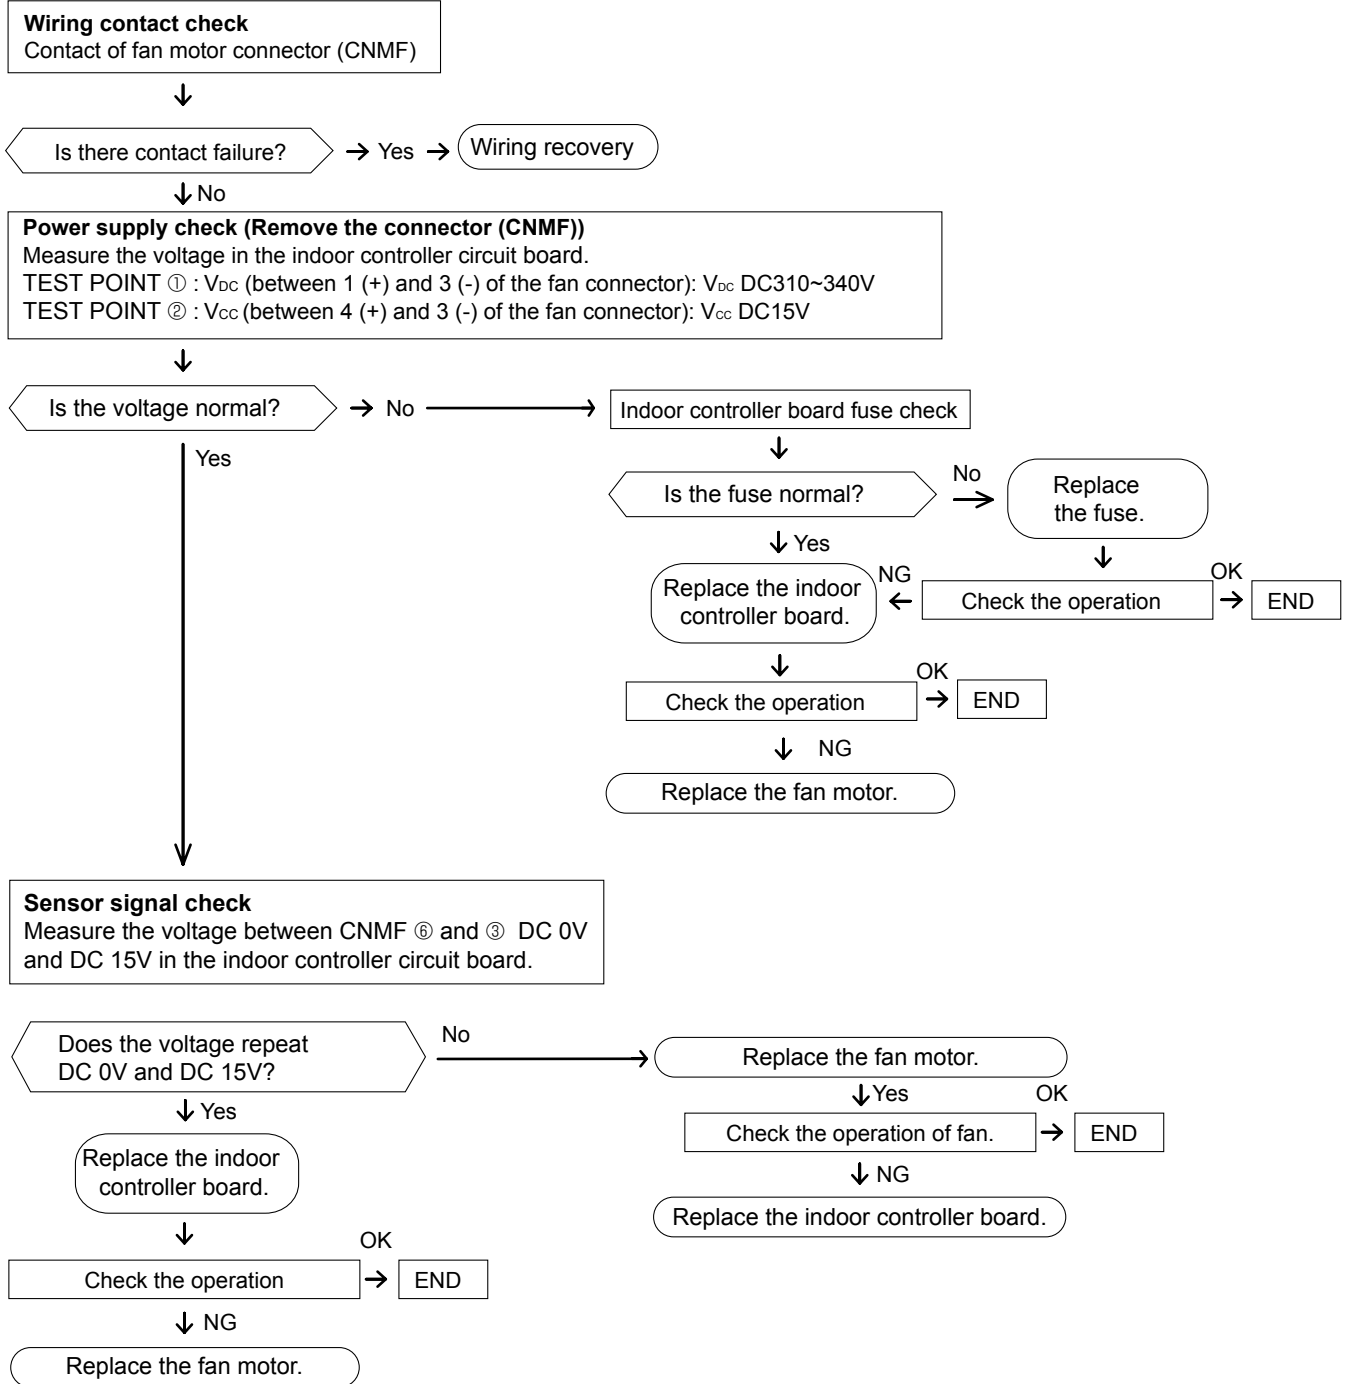 Wiring contact check
Contact of fan motor connector (CNMF)
Is there contact failure?
Yes
Wiring recovery
No
Power supply check (Remove the connector (CNMF))
Measure the voltage in the indoor controller circuit board.
TEST POINT ① : VDC (between 1 (+) and 3 (-) of the fan connector): VDC DC310~340V
TEST POINT ② : VCC (between 4 (+) and 3 (-) of the fan connector): VCC DC15V
Is the voltage normal?
No
Indoor controller board fuse check
Yes
Is the fuse normal?
No
Replace
the fuse.
Yes
Replace the indoor
controller board.
NG
Check the operation
OK
END
Check the operation
OK
END
NG
Replace the fan motor.
Sensor signal check
Measure the voltage between CNMF ⑥ and ③ DC 0V
and DC 15V in the indoor controller circuit board.
Does the voltage repeat
DC 0V and DC 15V?
No
Replace the fan motor.
Yes
Check the operation of fan.
OK
END
NG
Replace the indoor controller board.
Yes
Replace the indoor
controller board.
Check the operation
OK
END
NG
Replace the fan motor.